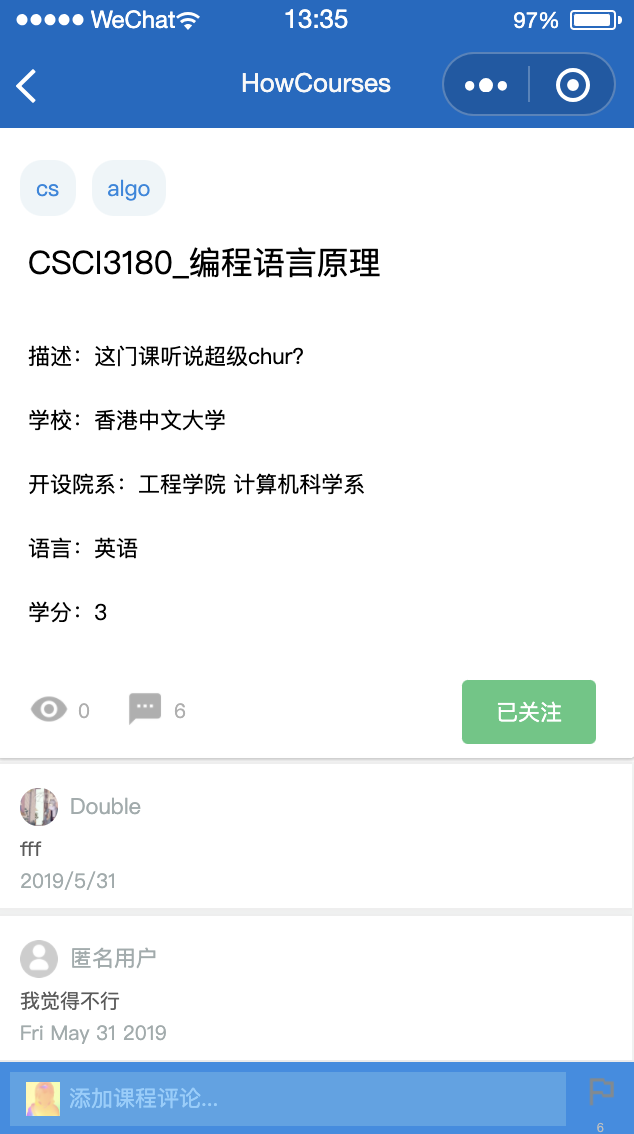 WeChat
13:35
97%
HowCourses
cs
algo
CSCI3180_编程语言原理
描述：这门课听说超级chur?
学校：香港中文大学
开设院系：工程学院 计算机科学系
语言：英语
学分：3
0
6
已关注
Double
fff
2019/5/31
匿名用户
我觉得不行
Fri May 31 2019
添加课程评论...
6